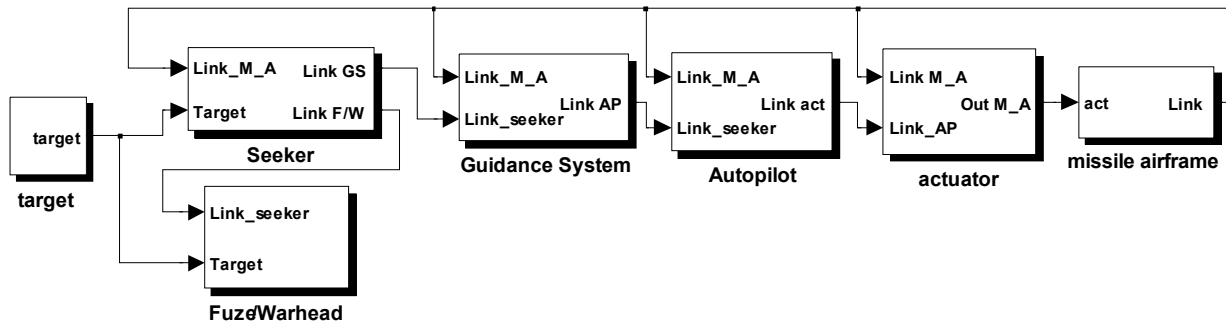 target
target
Link_M_A
Link GS
Target
Link F/W
Seeker
Link_seeker
Target
Fuze/Warhead
Link_M_A
Link AP
Link_seeker
Guidance System
Link_M_A
Link act
Link_seeker
Autopilot
Link M_A
Out M_A
Link_AP
actuator
act
Link
missile airframe